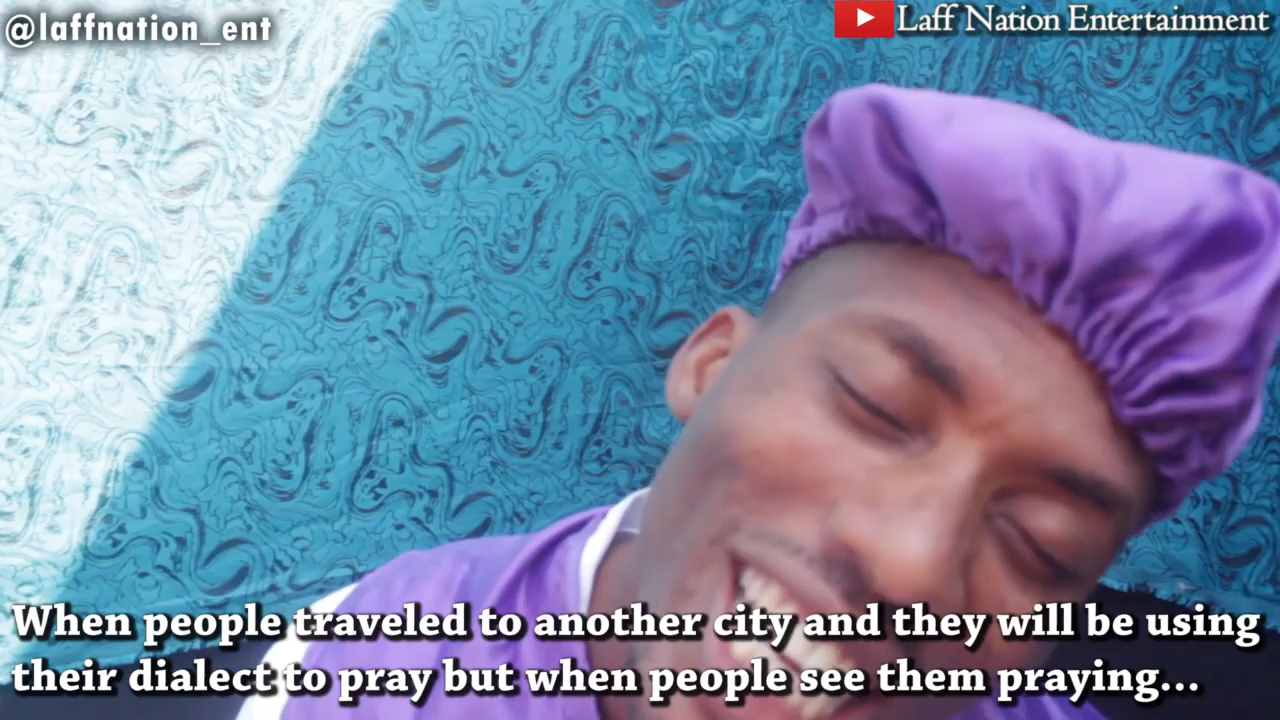 @laffnation_ent
Laff Nation Entertainment
When people traveled to another city and they will be using
their dialect to pray but when people see them praying...